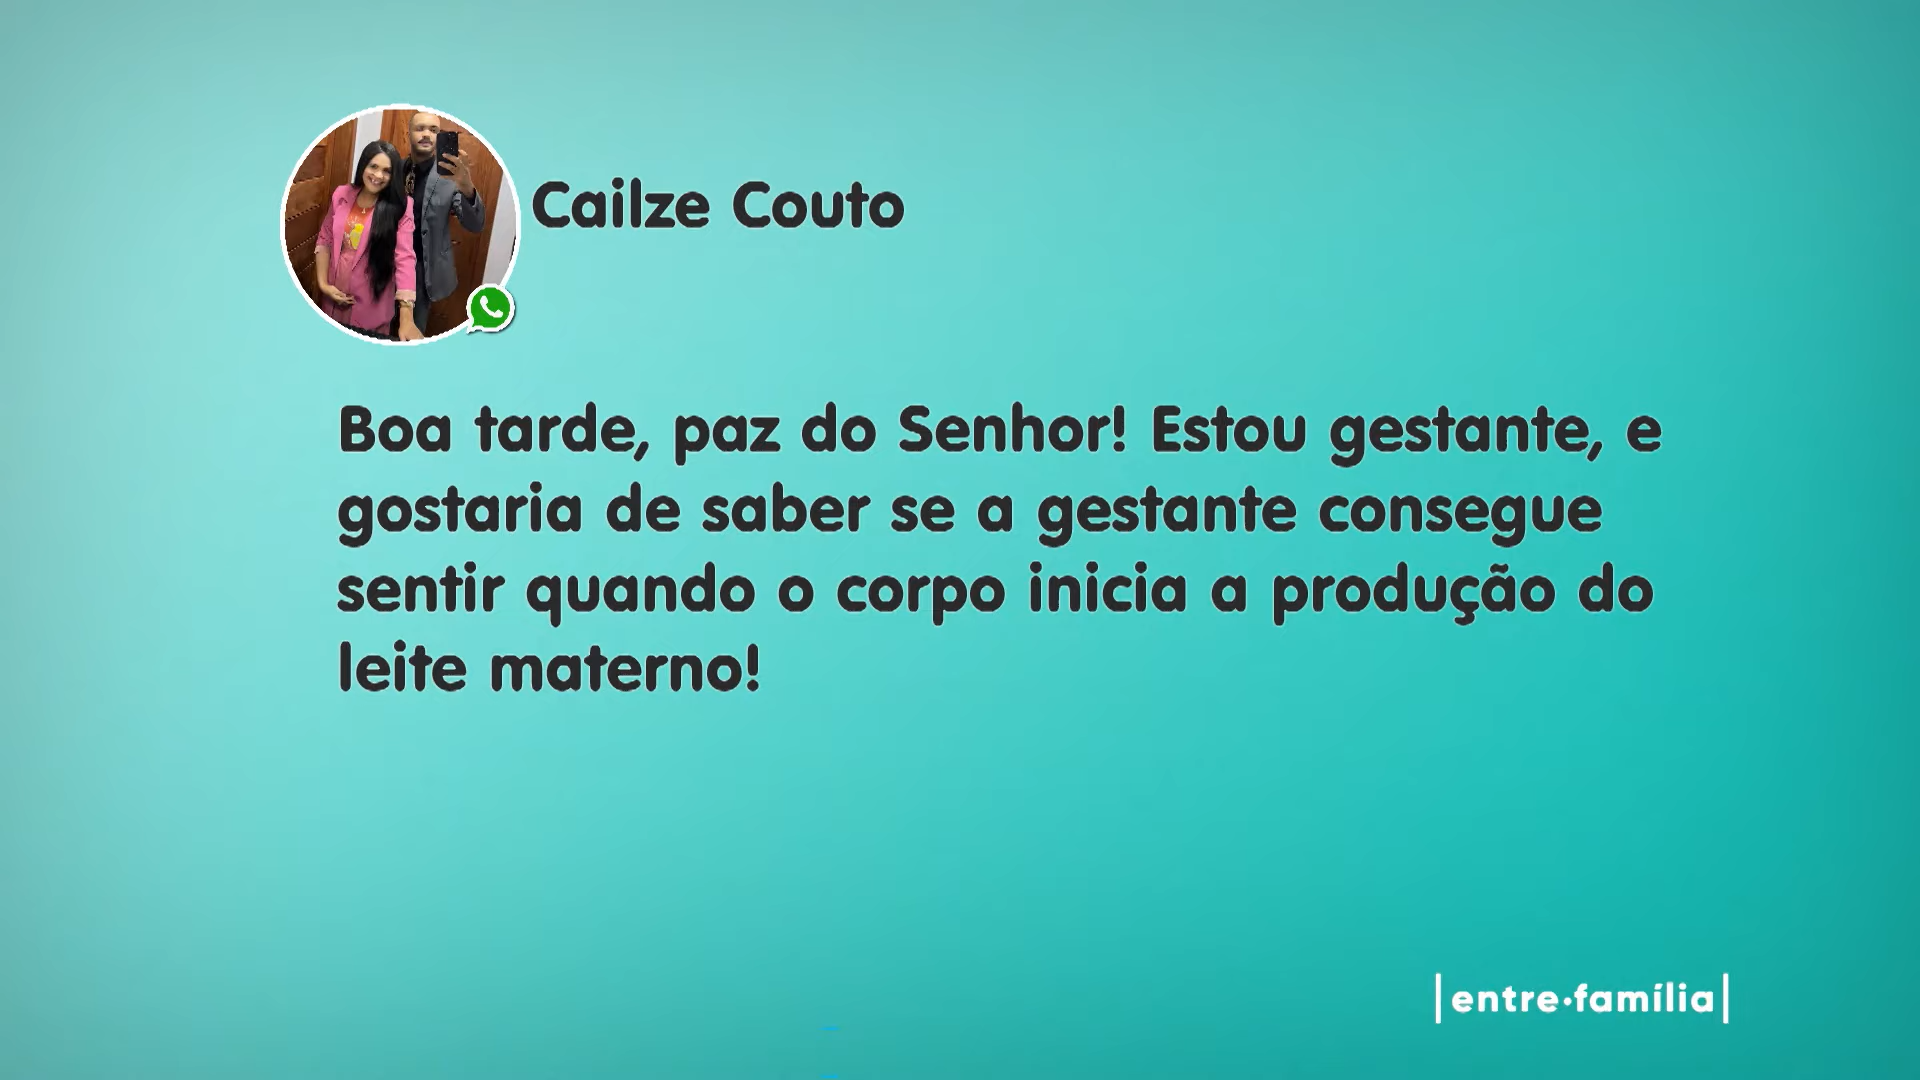 Cailze Couto
Boa tarde, paz do Senhor! Estou gestante, e
gostaria de saber se a gestante consegue
sentir quando o corpo inicia a produção do
leite materno!
|entre•família|